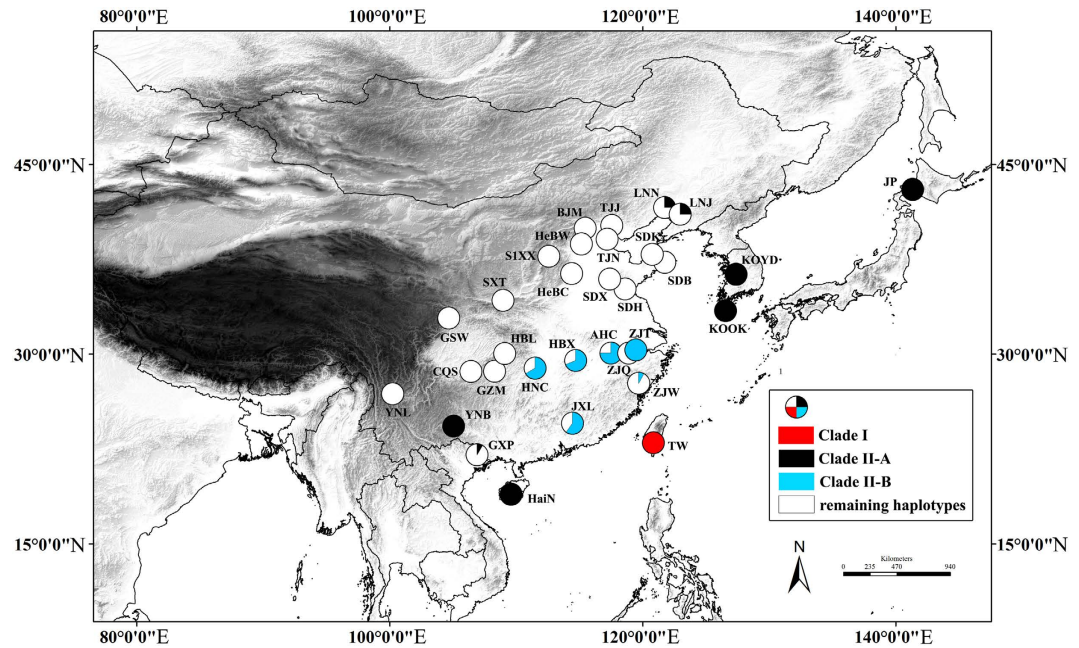 80°0'0"E 100°0'0"E 120°0'0"E 140°0'0"E
45°0'0"N 45°0'0"N
JP
LNN
LNJ
BJM TJJ
HeBW SDK
S1XX TJN
KOYD
HeBC SDX SDB
SXT SDH
KOOK
GSW
HBL HBX AHC ZJT
30°0'0"N 30°0'0"N
CQS GZM HNC ZJQ
ZJW
YNL
YNB JXL
GXP TW
HaiN
Clade I
Clade II-A
Clade II-B
remaining haplotypes
15°0'0"N 15°0'0"N
N
Kilometers
0 235 470 940
80°0'0"E 100°0'0"E 120°0'0"E 140°0'0"E